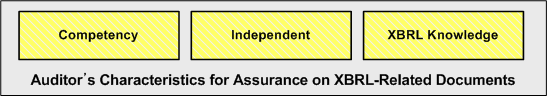 Competency
Independent
XBRL Knowledge
Auditor's Characteristics for Assurance on XBRL-Related Documents